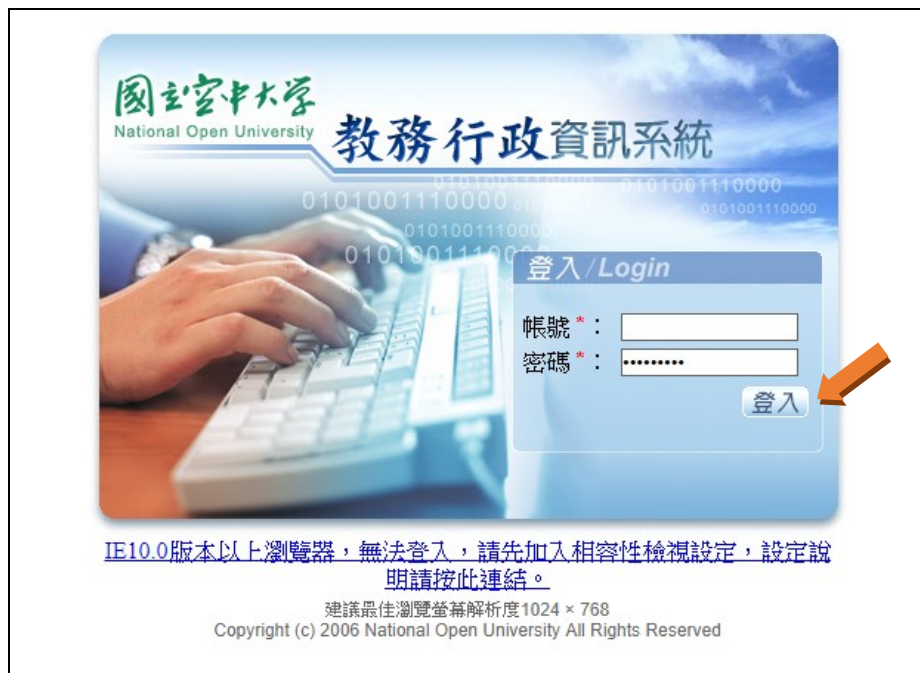 國立空中大学
National Open University
教務行政資訊系統
0101001110000
0101001110000
0101001110000
0101001110000
0101001110000
登入/Login
帳號*：
密碼*： •••••••••
登入
IE10.0版本以上瀏覽器，無法登入，請先加入相容性檢視設定，設定說
明請按此連結。
建議最佳瀏覽螢幕解析度1024 × 768
Copyright (c) 2006 National Open University All Rights Reserved